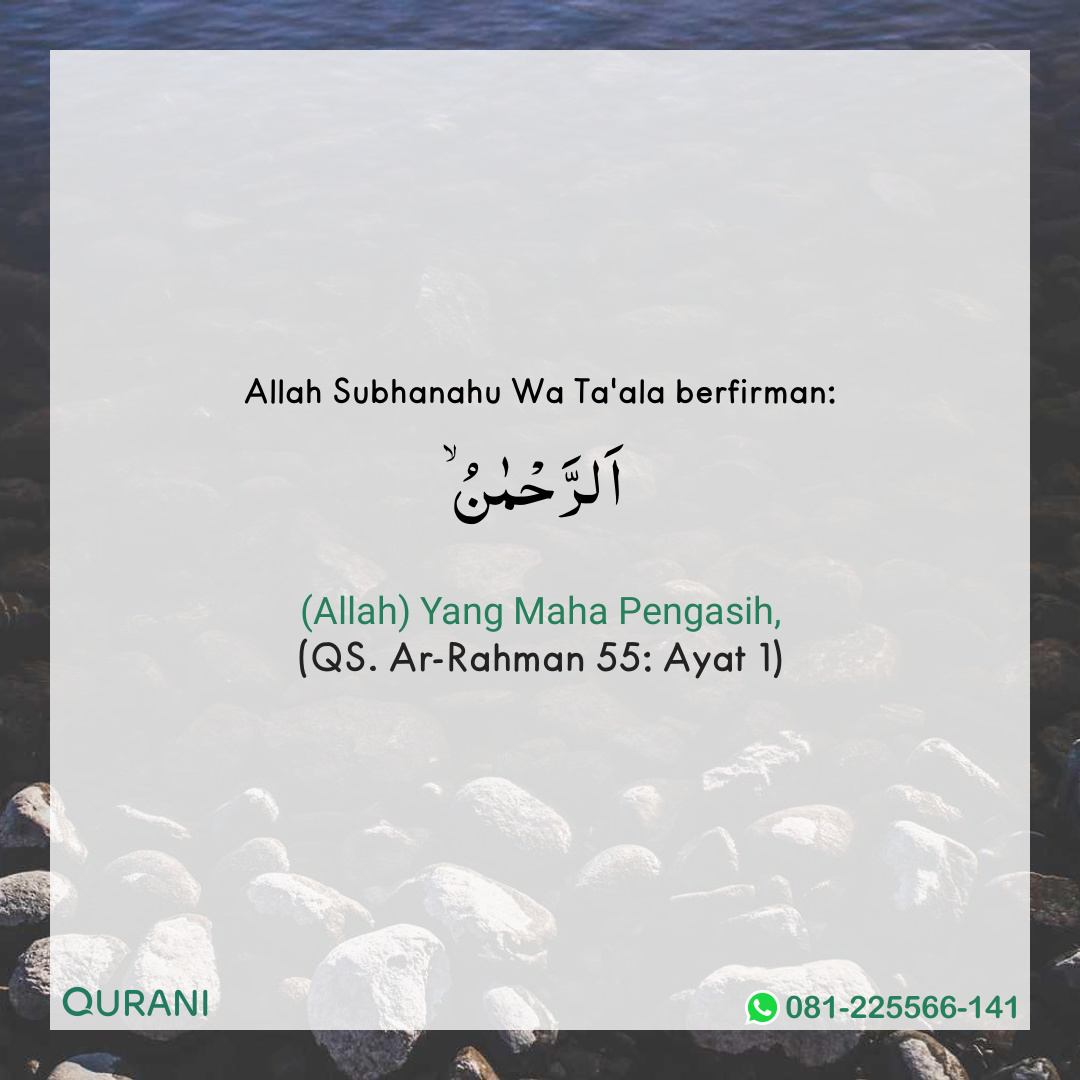 Allah Subhanahu Wa Ta'ala berfirman:
اَلرَّحْمٰنُۙ
(Allah) Yang Maha Pengasih,
(QS. Ar-Rahman 55: Ayat 1)
QURANI
081-225566-141